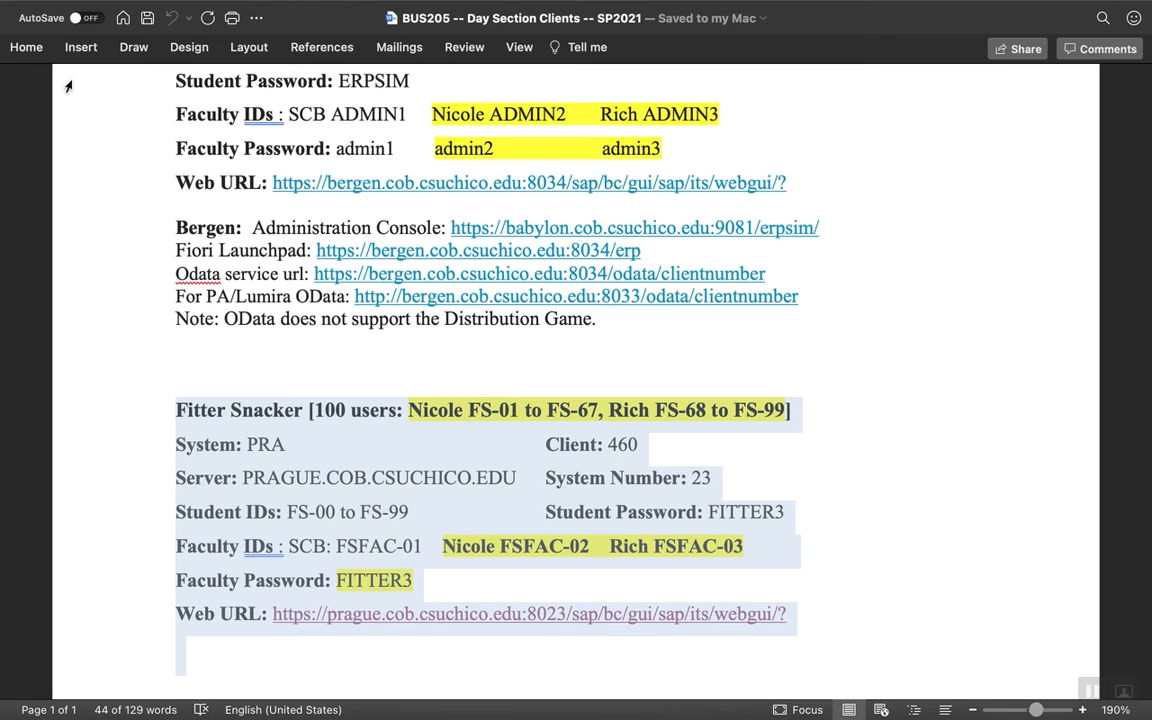 AutoSave OFF BUS205 -- Day Section Clients -- SP2021 — Saved to my Mac
Home Insert Draw Design Layout References Mailings Review View Tell me Share Comments
Student Password: ERPSIM
Faculty IDs : SCB ADMIN1 Nicole ADMIN2 Rich ADMIN3
Faculty Password: admin1 admin2 admin3
Web URL: https://bergen.cob.csuchico.edu:8034/sap/bc/gui/sap/its/webgui/?
Bergen: Administration Console: https://babylon.cob.csuchico.edu:9081/erpsim/
Fiori Launchpad: https://bergen.cob.csuchico.edu:8034/erp
Odata service url: https://bergen.cob.csuchico.edu:8034/odata/clientnumber
For PA/Lumira OData: http://bergen.cob.csuchico.edu:8033/odata/clientnumber
Note: OData does not support the Distribution Game.
Fitter Snacker [100 users: Nicole FS-01 to FS-67, Rich FS-68 to FS-99]
System: PRA Client: 460
Server: PRAGUE.COB.CSUCHICO.EDU System Number: 23
Student IDs: FS-00 to FS-99 Student Password: FITTER3
Faculty IDs : SCB: FSFAC-01 Nicole FSFAC-02 Rich FSFAC-03
Faculty Password: FITTER3
Web URL: https://prague.cob.csuchico.edu:8023/sap/bc/gui/sap/its/webgui/?
Page 1 of 1 44 of 129 words English (United States) Focus 190%